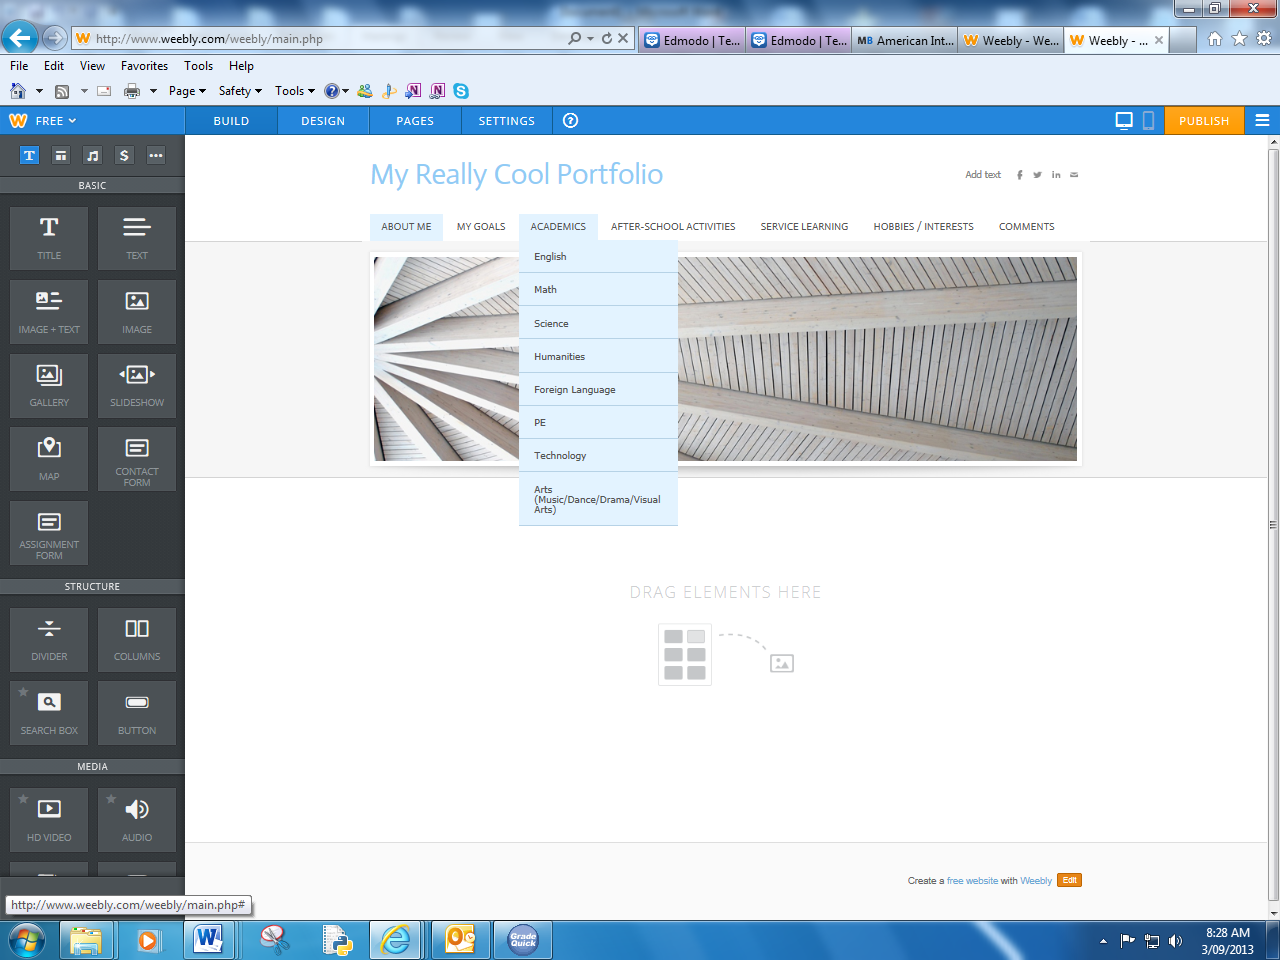 http://www.weebly.com/weebly/main.php
Edmodo | Te...
Edmodo | Te...
MB American Int...
Weebly - We...
Weebly - ...
File Edit View Favorites Tools Help
Page Safety Tools
FREE
BUILD
DESIGN
PAGES
SETTINGS
PUBLISH
BASIC
TITLE
TEXT
IMAGE + TEXT
IMAGE
GALLERY
SLIDESHOW
MAP
CONTACT
FORM
ASSIGNMENT
FORM
STRUCTURE
DIVIDER
COLUMNS
SEARCH BOX
BUTTON
MEDIA
HD VIDEO
AUDIO
http://www.weebly.com/weebly/main.php#
My Really Cool Portfolio
Add text
ABOUT ME
MY GOALS
ACADEMICS
AFTER-SCHOOL ACTIVITIES
SERVICE LEARNING
HOBBIES / INTERESTS
COMMENTS
English
Math
Science
Humanities
Foreign Language
PE
Technology
Arts
(Music/Dance/Drama/Visual
Arts)
DRAG ELEMENTS HERE
Create a free website with Weebly
Edit
Grade
Quick
8:28 AM
3/09/2013